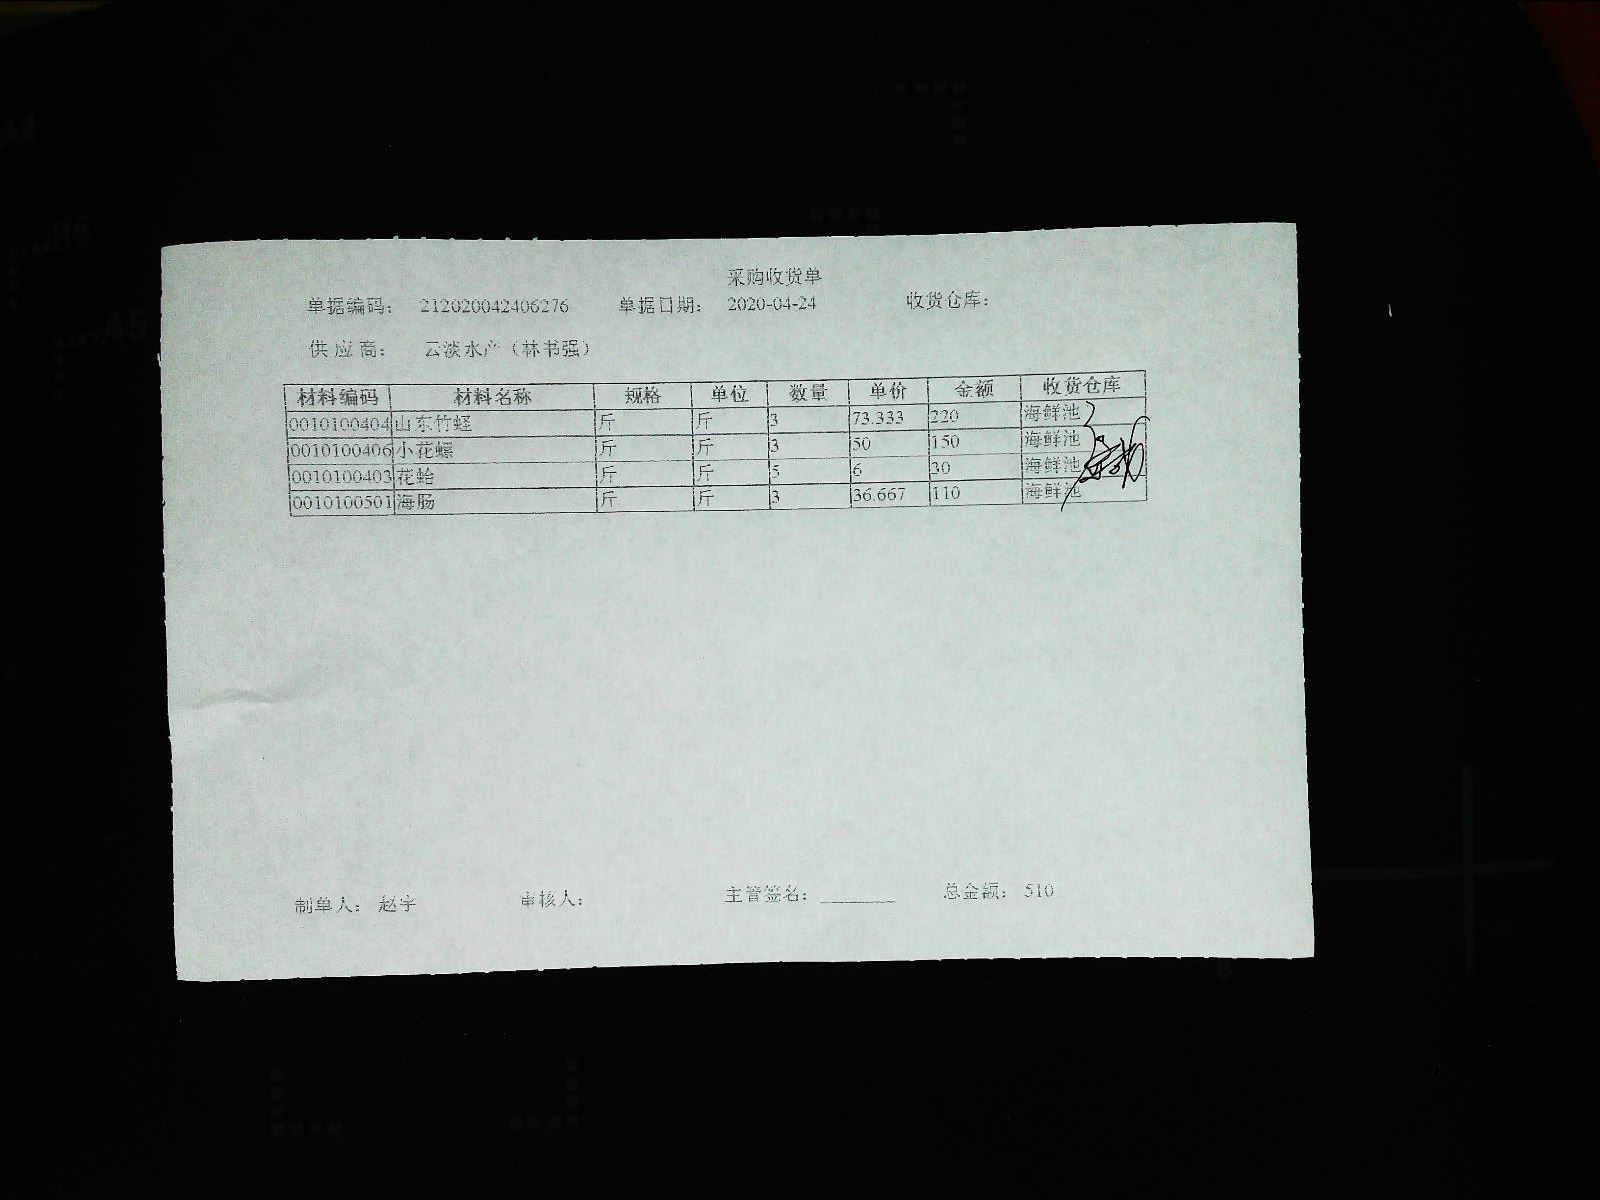 采购收货单
单据编码： 212020042406276 单据日期： 2020-04-24 收货仓库：
供应商： 云淡水产（林书强）
材料编码 材料名称 规格 单位 数量 单价 金额 收货仓库
0010100404 山东竹蛏 斤 斤 3 73.333 220 海鲜池
0010100406 小花螺 斤 斤 3 50 150 海鲜池
0010100403 花蛤 斤 斤 5 6 30 海鲜池
0010100501 海肠 斤 斤 3 36.667 110 海鲜池
制单人： 赵宇 审核人： 主管签名： 总金额： 510
A4
B5
A5